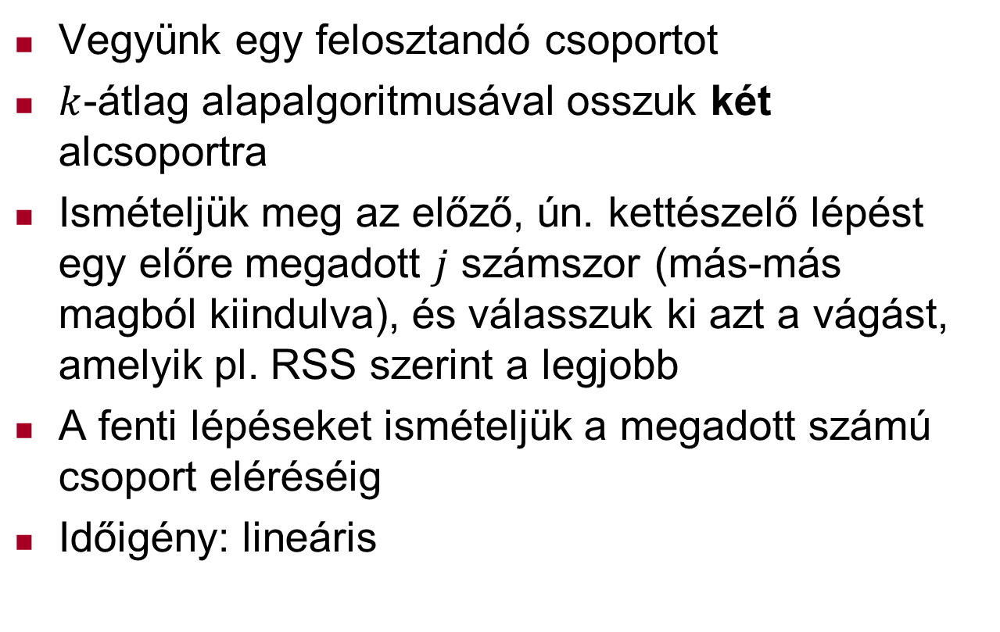 Vegyünk egy felosztandó csoportot
k-átlag alapalgoritmusával osszuk két
alcsoportra
Ismételjük meg az előző, ún. kettészelő lépést
egy előre megadott j számszor (más-más
magból kiindulva), és válasszuk ki azt a vágást,
amelyik pl. RSS szerint a legjobb
A fenti lépéseket ismételjük a megadott számú
csoport eléréséig
Időigény: lineáris